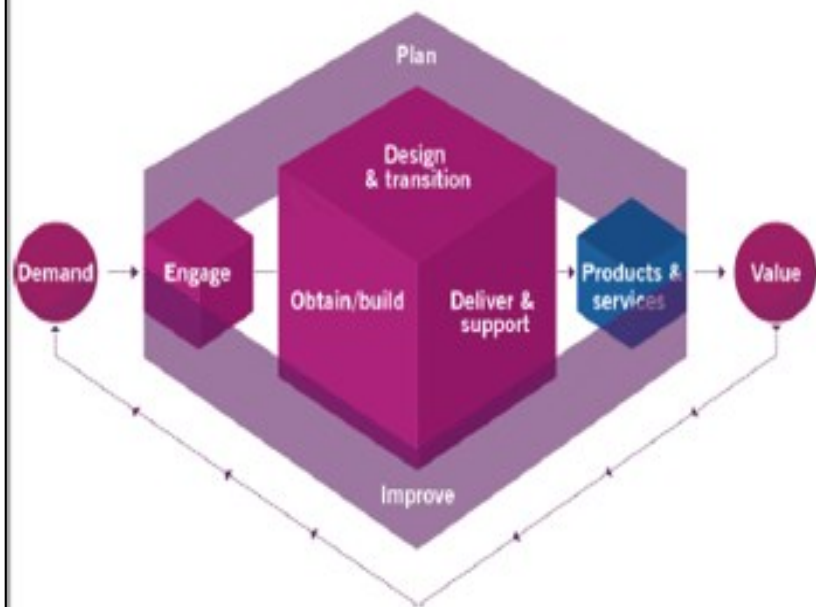 Plan
Design
& transition
Demand
Engage
Obtain/build
Deliver &
support
Products &
services
Value
Improve